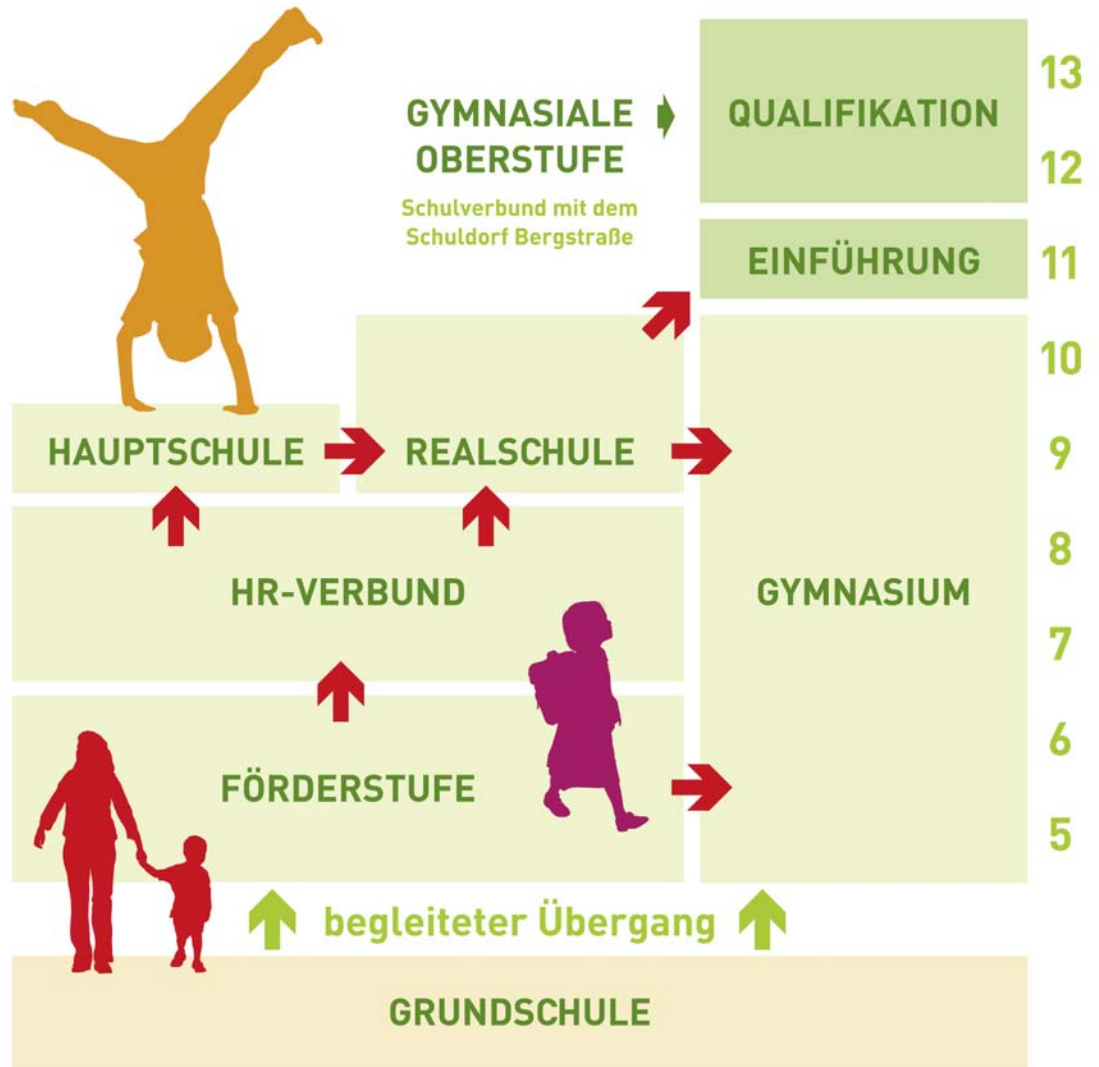 GYMNASIALE
OBERSTUFE
Schulverbund mit dem
Schuldorf Bergstraße
QUALIFIKATION
13
12
EINFÜHRUNG
11
10
HAUPTSCHULE
REALSCHULE
9
HR-VERBUND
GYMNASIUM
8
7
FÖRDERSTUFE
6
5
begleiteter Übergang
GRUNDSCHULE